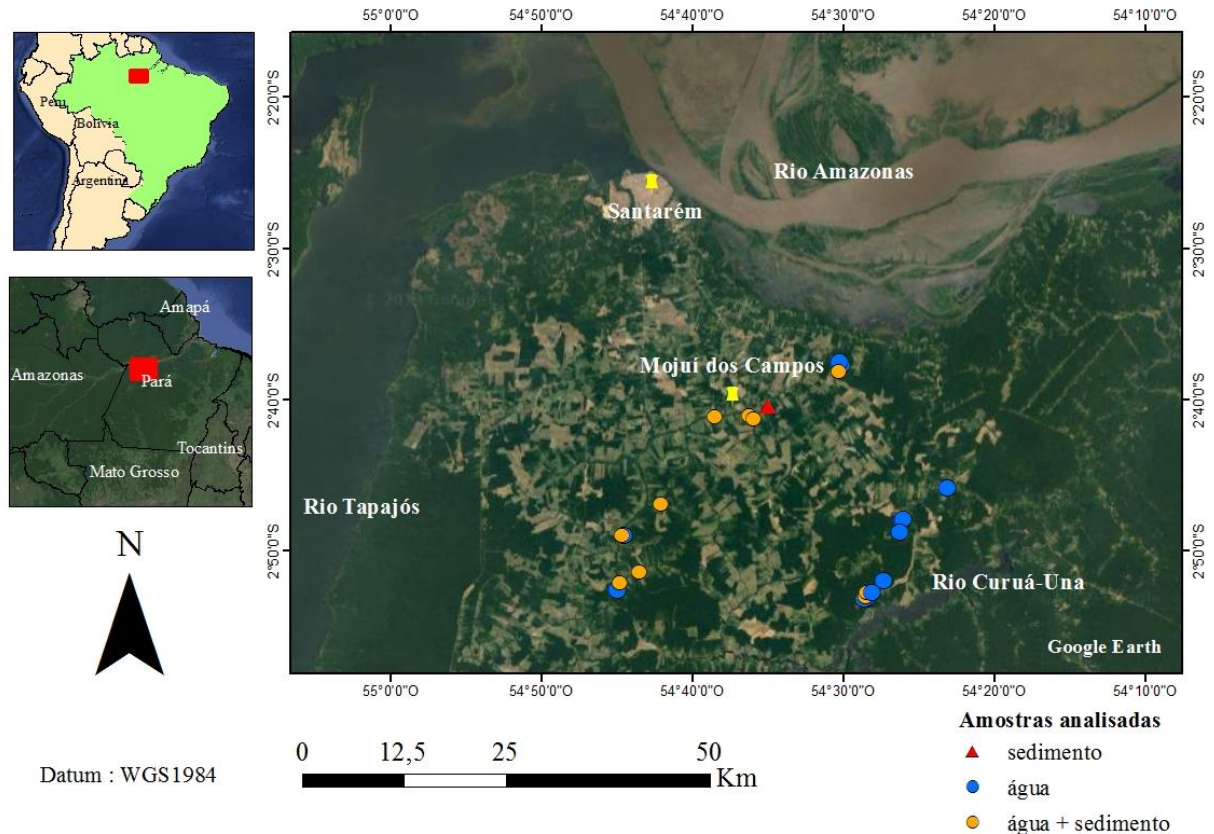 55°0'0"O 54°50'0"O 54°40'0"O 54°30'0"O 54°20'0"O 54°10'0"O
Peru
Bolívia
Argentina
2°20'0"S
2°30'0"S
2°40'0"S
2°50'0"S
Amapá
Amazonas
Pará
Tocantins
Mato Grosso
Rio Amazonas
Santarém
Mojuí dos Campos
Rio Tapajós
Rio Curuá-Una
Google Earth
2°20'0"S
2°30'0"S
2°40'0"S
2°50'0"S
55°0'0"O 54°50'0"O 54°40'0"O 54°30'0"O 54°20'0"O 54°10'0"O
N
Datum : WGS1984
0 12,5 25 50
Km
Amostras analisadas
sedimento
água
água + sedimento